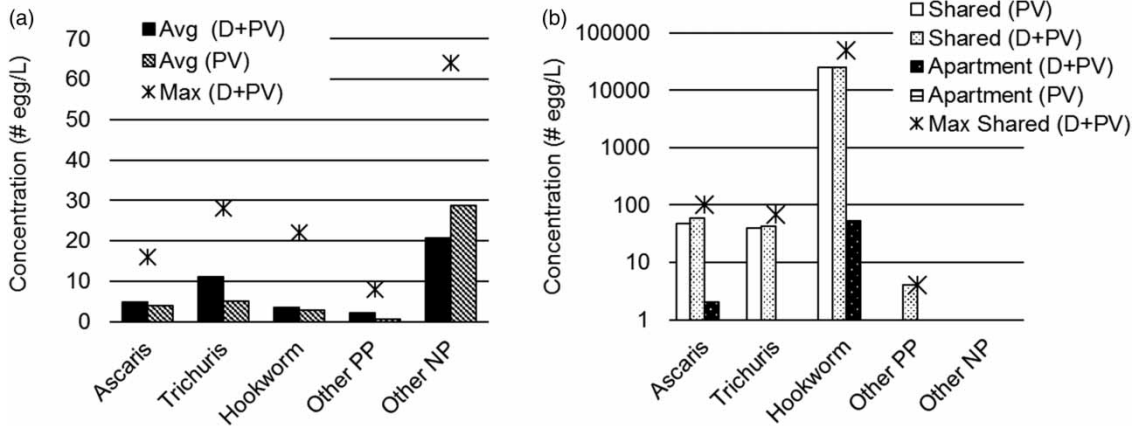 (a)
Avg (D+PV)
Avg (PV)
Max (D+PV)
Concentration (# egg/L)
70
60
50
40
30
20
10
0
Ascaris
Trichuris
Hookworm
Other PP
Other NP
(b)
Shared (PV)
Shared (D+PV)
Apartment (D+PV)
Apartment (PV)
Max Shared (D+PV)
Concentration (# egg/L)
100000
10000
1000
100
10
1
Ascaris
Trichuris
Hookworm
Other PP
Other NP